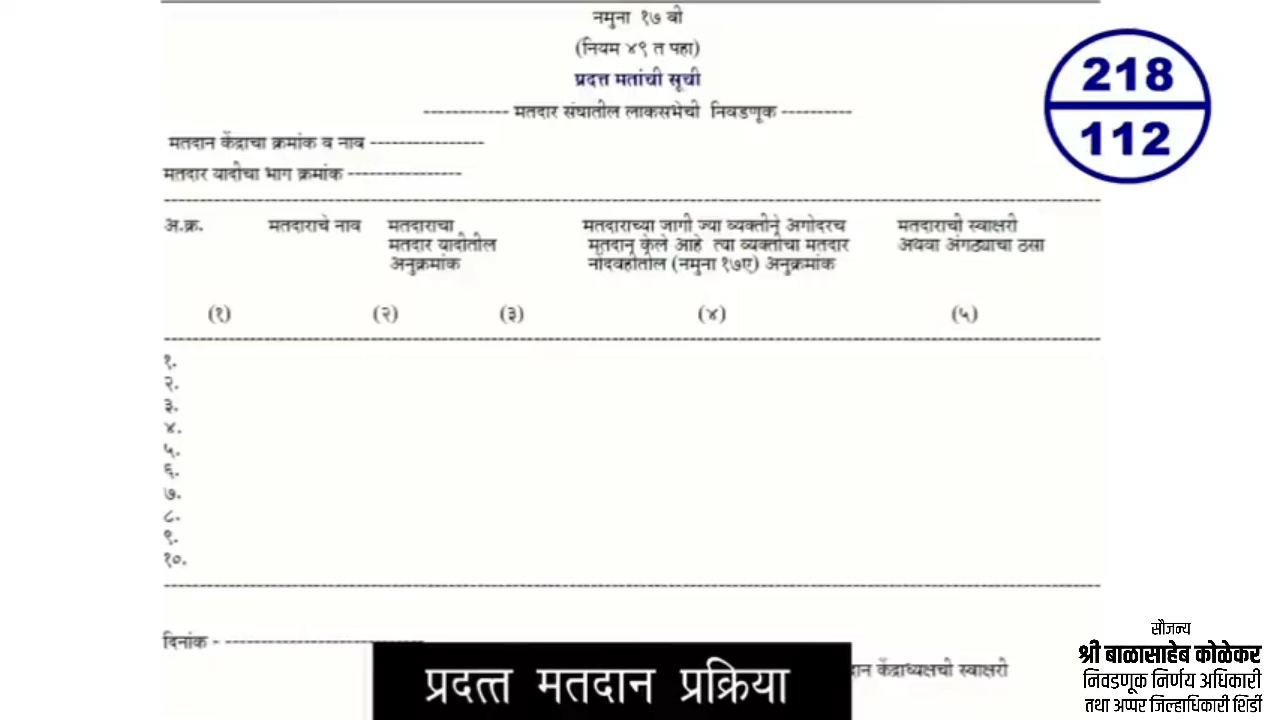 नमुना १७ बी
(नियम ४९ त पहा)
प्रदत्त मतांची सूची
------------ मतदार संघातील लोकसभेची निवडणूक ----------
218
112
मतदान केंद्राचा क्रमांक व नाव ----------------
मतदार यादीचा भाग क्रमांक ----------------
अ.क्र. मतदाराचे नाव मतदाराचा मतदाराच्या जागी ज्या व्यक्तीने अगोदरच मतदाराची स्वाक्षरी
मतदार यादीतील मतदान केले आहे त्या व्यक्तीचा मतदार अथवा अंगठ्याचा ठसा
अनुक्रमांक नोंदवहीतील (नमुना १७ए) अनुक्रमांक
(१) (२) (३) (४) (५)
१.
२.
३.
४.
५.
६.
७.
८.
९.
१०.
दिनांक - ----------------------
दान केंद्राध्यक्षची स्वाक्षरी
प्रदत्त मतदान प्रक्रिया
सौजन्य
श्री बाळासाहेब कोळेकर
निवडणूक निर्णय अधिकारी
तथा अप्पर जिल्हाधिकारी शिर्डी